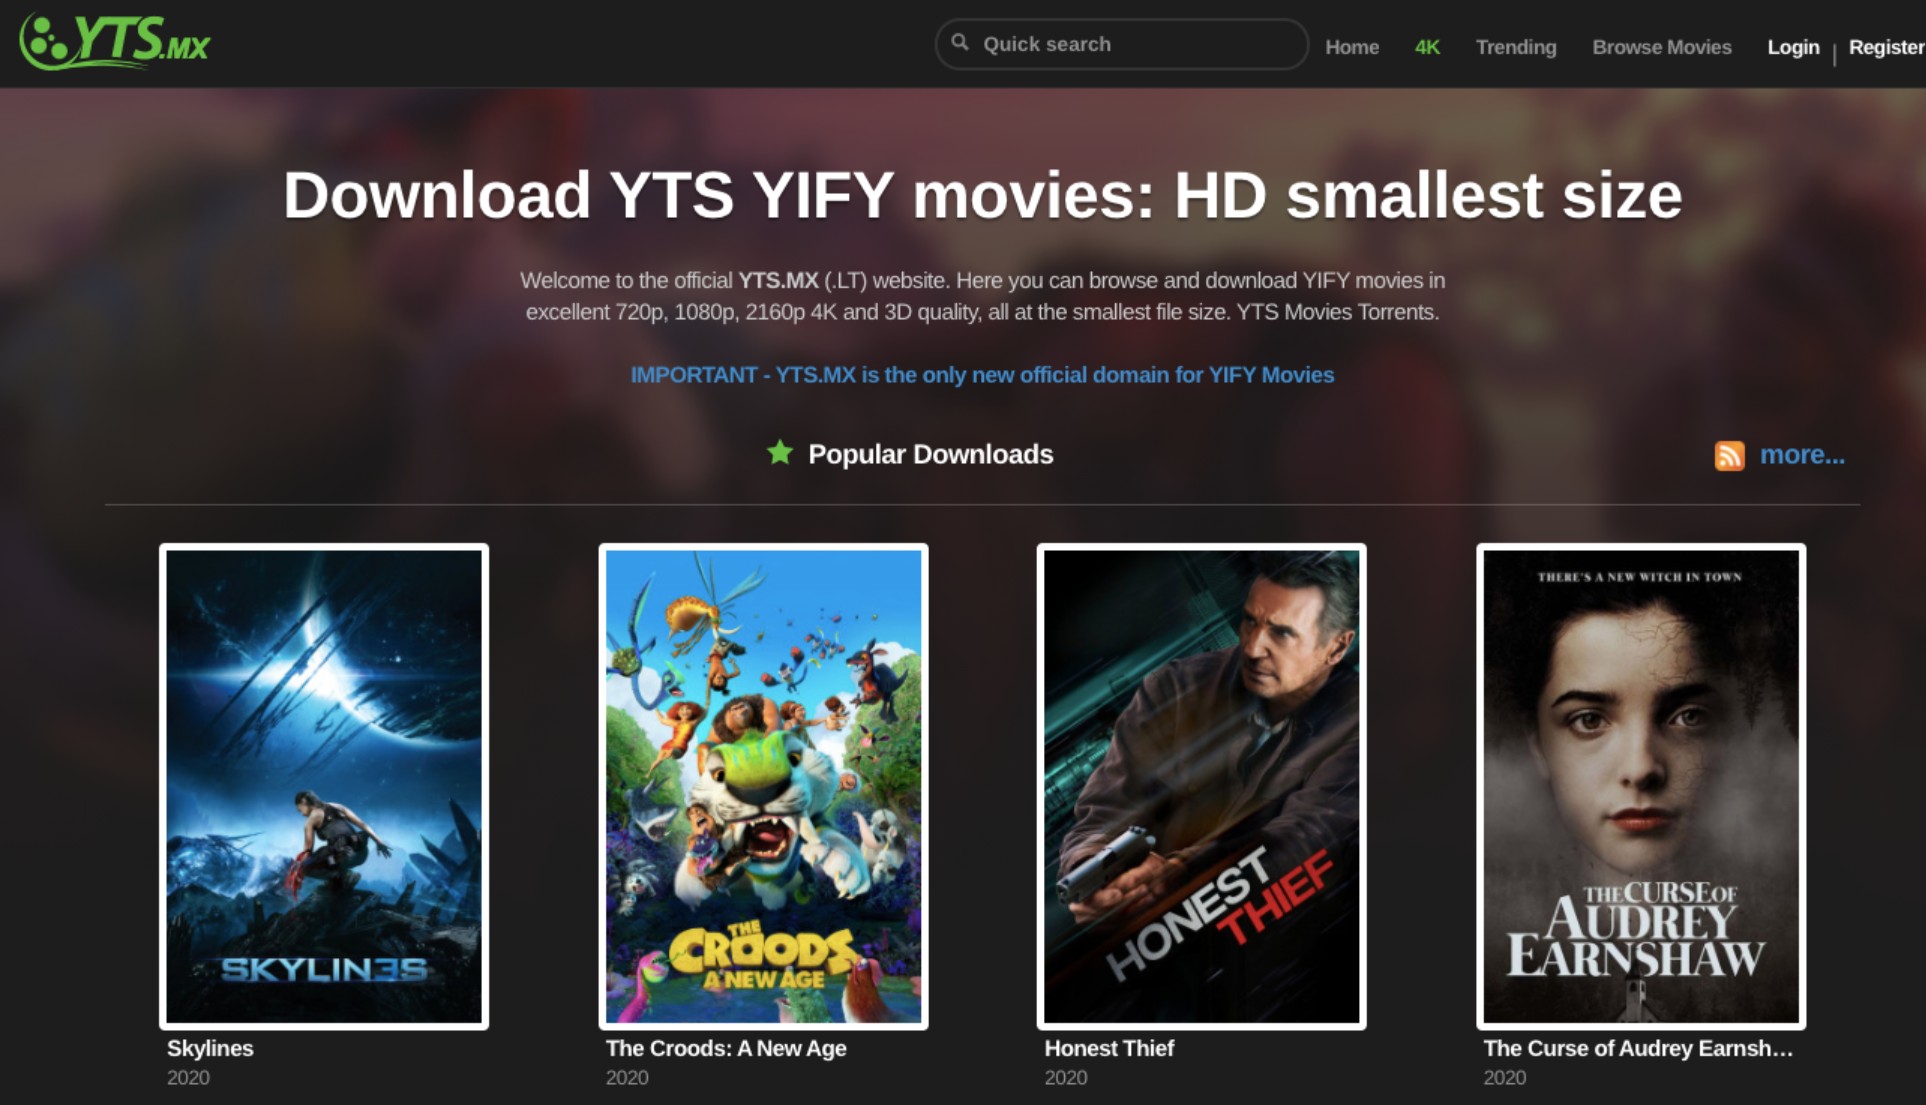 YTS.MX
Quick search
Home 4K Trending Browse Movies Login | Register
Download YTS YIFY movies: HD smallest size
Welcome to the official YTS.MX (.LT) website. Here you can browse and download YIFY movies in
excellent 720p, 1080p, 2160p 4K and 3D quality, all at the smallest file size. YTS Movies Torrents.
IMPORTANT - YTS.MX is the only new official domain for YIFY Movies
Popular Downloads
more...
SKYLIN3S
THE
CROODS
A NEW AGE
HONEST
THIEF
THERE'S A NEW WITCH IN TOWN
THE CURSE OF
AUDREY
EARNSHAW
Skylines
2020
The Croods: A New Age
2020
Honest Thief
2020
The Curse of Audrey Earnsh...
2020